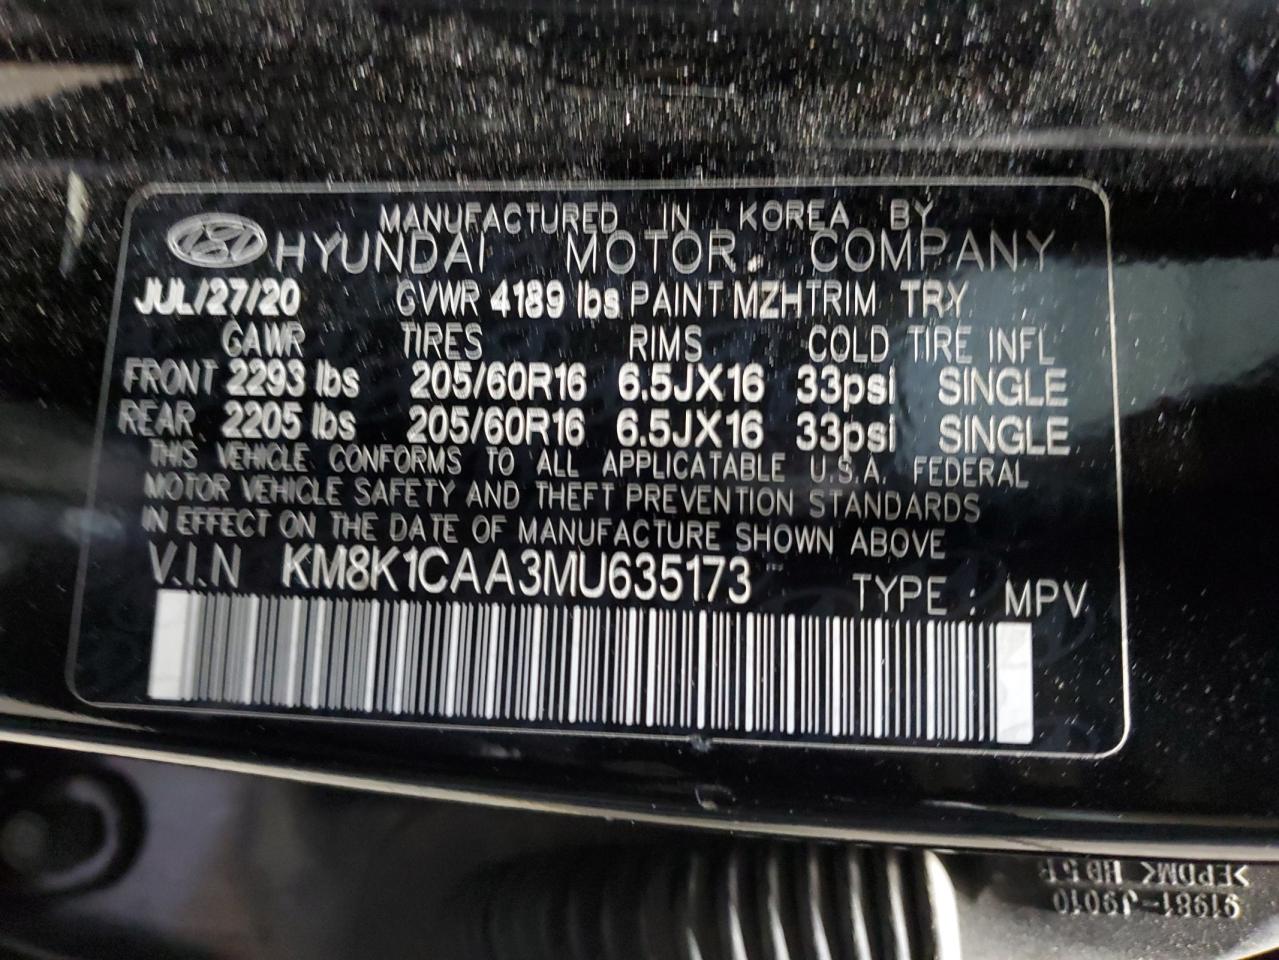 MANUFACTURED IN KOREA BY
HYUNDAI MOTOR COMPANY
JUL/27/20 GVWR 4189 lbs PAINT MZH TRIM TRY
GAWR TIRES RIMS COLD TIRE INFL
FRONT 2293 lbs 205/60R16 6.5JX16 33psi SINGLE
REAR 2205 lbs 205/60R16 6.5JX16 33psi SINGLE
THIS VEHICLE CONFORMS TO ALL APPLICATABLE U.S.A. FEDERAL
MOTOR VEHICLE SAFETY AND THEFT PREVENTION STANDARDS
IN EFFECT ON THE DATE OF MANUFACTURE SHOWN ABOVE
V.I.N KM8K1CAA3MU635173 TYPE : MPV
91981-J9010